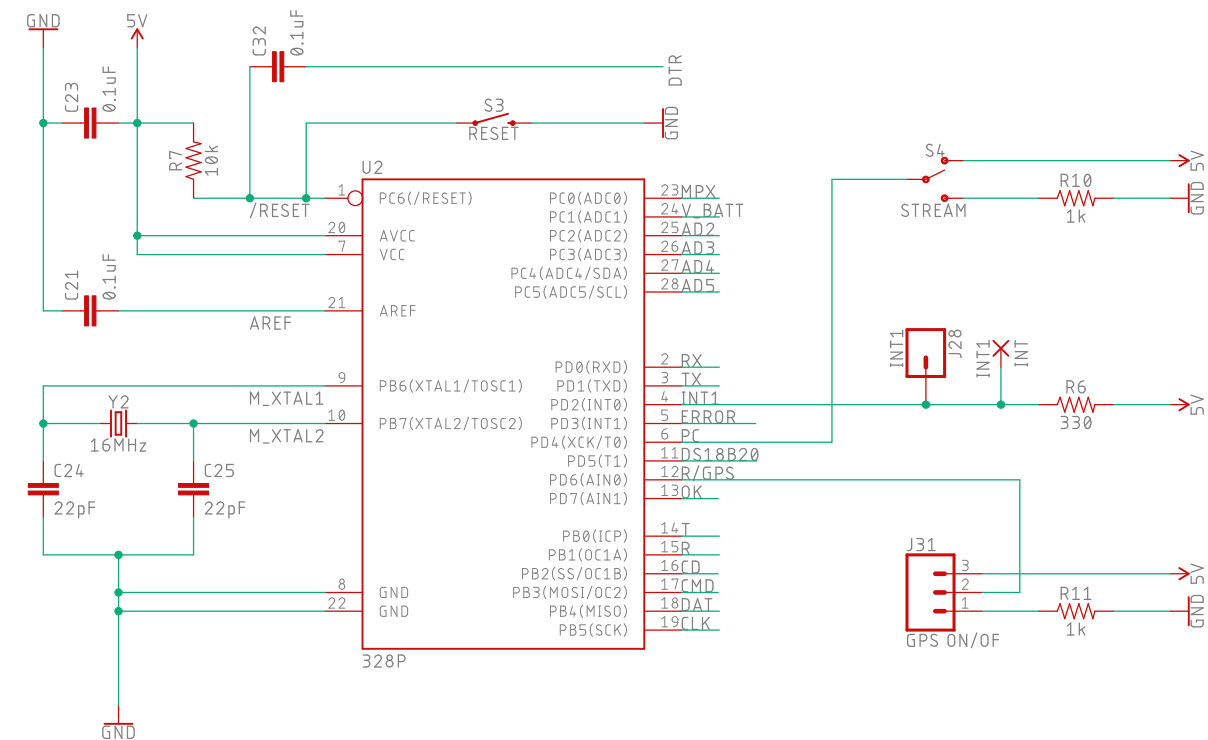 GND
5V
C32
0.1uF
DTR
C23
0.1uF
S3
RESET
GND
R7
10k
U2
S4
5V
STREAM
R10
1k
GND
/RESET
1
PC6(/RESET)
PC0(ADC0)
23
MPX
PC1(ADC1)
24
V_BATT
20
AVCC
PC2(ADC2)
25
AD2
7
VCC
PC3(ADC3)
26
AD3
PC4(ADC4/SDA)
27
AD4
PC5(ADC5/SCL)
28
AD5
C21
0.1uF
21
AREF
AREF
INT1
J28
INT1
INT
PD0(RXD)
2
RX
9
PB6(XTAL1/TOSC1)
M_XTAL1
PD1(TXD)
3
TX
PD2(INT0)
4
INT1
R6
330
5V
Y2
16MHz
10
PB7(XTAL2/TOSC2)
M_XTAL2
PD3(INT1)
5
ERROR
PD4(XCK/T0)
6
PC
PD5(T1)
11
DS18B20
C24
22pF
C25
22pF
PD6(AIN0)
12
R/GPS
PD7(AIN1)
13
OK
PB0(ICP)
14
T
PB1(OC1A)
15
R
PB2(SS/OC1B)
16
CD
8
GND
PB3(MOSI/OC2)
17
CMD
22
GND
PB4(MISO)
18
DAT
PB5(SCK)
19
CLK
J31
3
2
1
GPS ON/OF
5V
R11
1k
GND
328P
GND